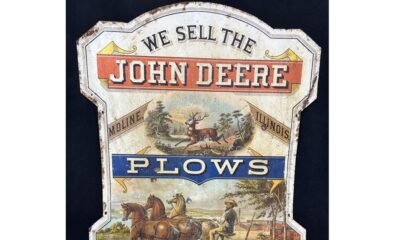 WE SELL THE
JOHN DEERE
MOLINE ILLINOIS
PLOWS